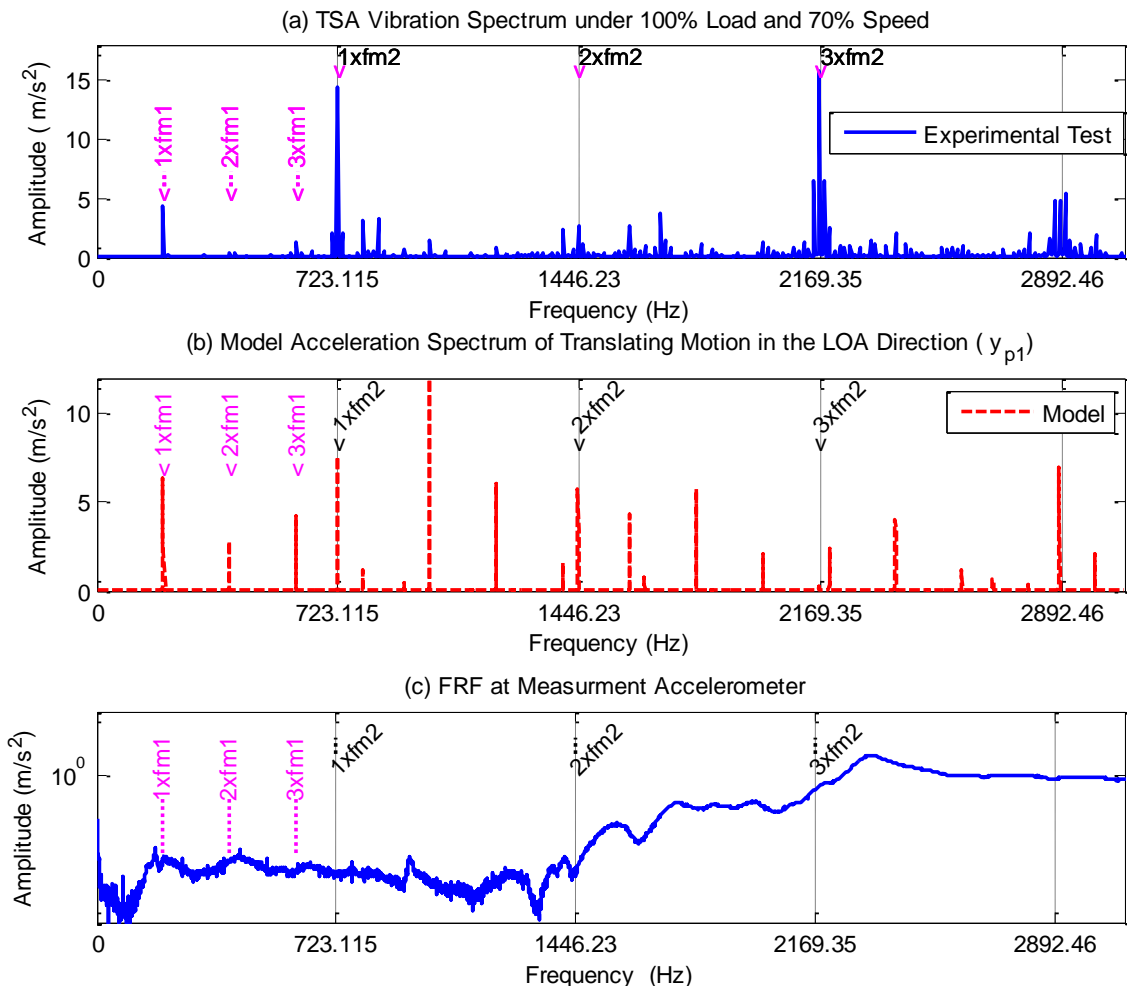 (a) TSA Vibration Spectrum under 100% Load and 70% Speed
Amplitude ( m/s²)
15
10
5
0
< 1xfm1
< 2xfm1
< 3xfm1
< 1xfm2
< 2xfm2
< 3xfm2
Experimental Test
0 723.115 1446.23 2169.35 2892.46
Frequency (Hz)
(b) Model Acceleration Spectrum of Translating Motion in the LOA Direction ( y_p1)
Amplitude (m/s²)
10
5
0
< 1xfm1
< 2xfm1
< 3xfm1
< 1xfm2
< 2xfm2
< 3xfm2
Model
0 723.115 1446.23 2169.35 2892.46
Frequency (Hz)
(c) FRF at Measurment Accelerometer
Amplitude (m/s²)
10⁰
1xfm1
2xfm1
3xfm1
1xfm2
2xfm2
3xfm2
0 723.115 1446.23 2169.35 2892.46
Frequency (Hz)